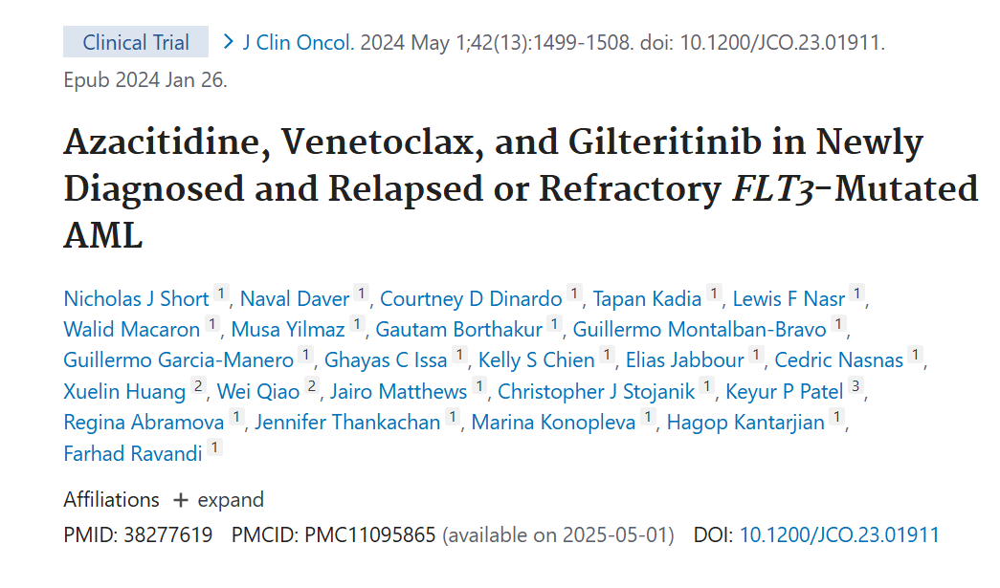 Clinical Trial > J Clin Oncol. 2024 May 1;42(13):1499-1508. doi: 10.1200/JCO.23.01911.
Epub 2024 Jan 26.
Azacitidine, Venetoclax, and Gilteritinib in Newly
Diagnosed and Relapsed or Refractory FLT3-Mutated
AML
Nicholas J Short 1, Naval Daver 1, Courtney D Dinardo 1, Tapan Kadia 1, Lewis F Nasr 1,
Walid Macaron 1, Musa Yilmaz 1, Gautam Borthakur 1, Guillermo Montalban-Bravo 1,
Guillermo Garcia-Manero 1, Ghayas C Issa 1, Kelly S Chien 1, Elias Jabbour 1, Cedric Nasnas 1,
Xuelin Huang 2, Wei Qiao 2, Jairo Matthews 1, Christopher J Stojanik 1, Keyur P Patel 3,
Regina Abramova 1, Jennifer Thankachan 1, Marina Konopleva 1, Hagop Kantarjian 1,
Farhad Ravandi 1
Affiliations + expand
PMID: 38277619 PMCID: PMC11095865 (available on 2025-05-01) DOI: 10.1200/JCO.23.01911